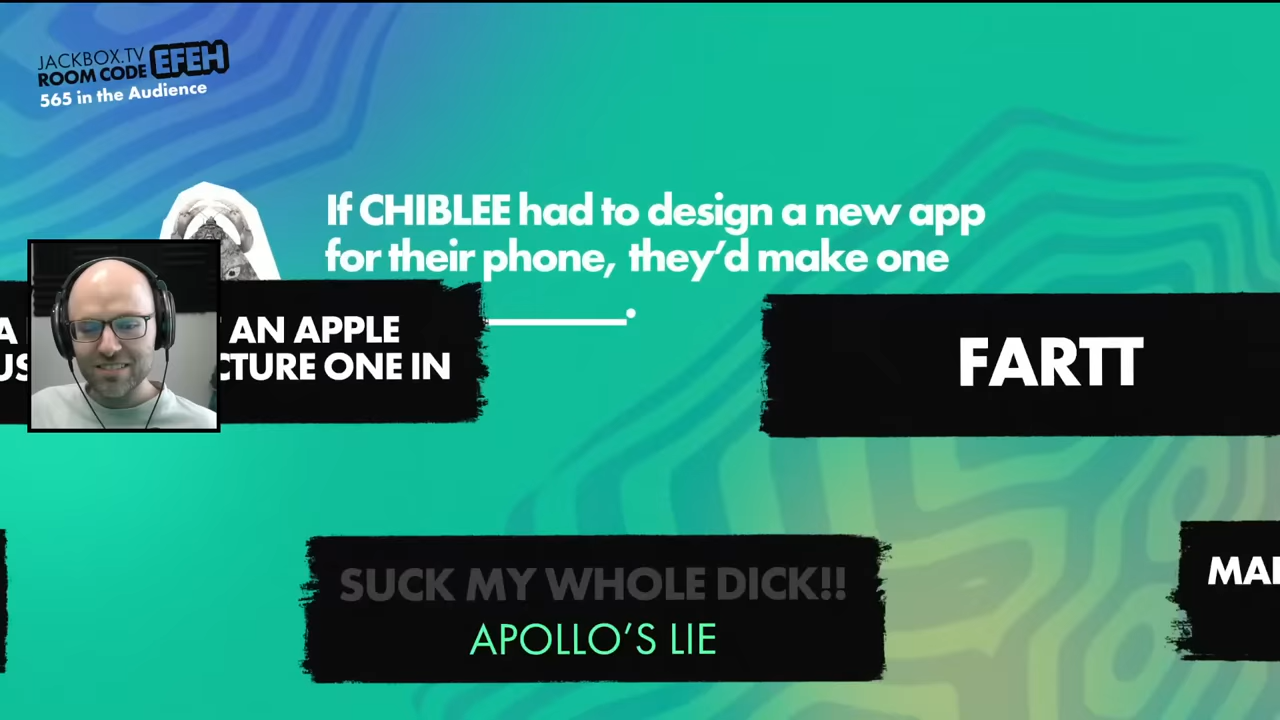 JACKBOX.TV
ROOM CODE EFEH
565 in the Audience
If CHIBLEE had to design a new app
for their phone, they’d make one
_______.
A AN APPLE
ONE IN
FARTT
SUCK MY WHOLE DICK!!
APOLLO’S LIE